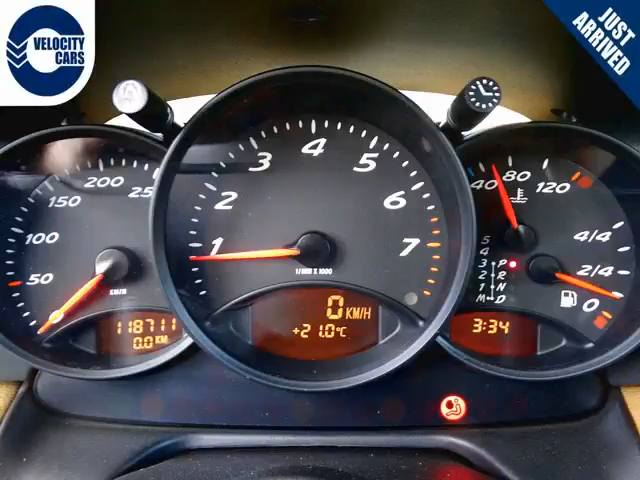 VELOCITY
CARS
JUST
ARRIVED
50
100
150
200
25
KM/H
118711
0.0 KM
1
2
3
4
5
6
7
1/MIN X 1000
0 KM/H
+21.0°C
40
80
120
5
4
3 P
2 R
1 N
M D
3:34
4/4
2/4
0